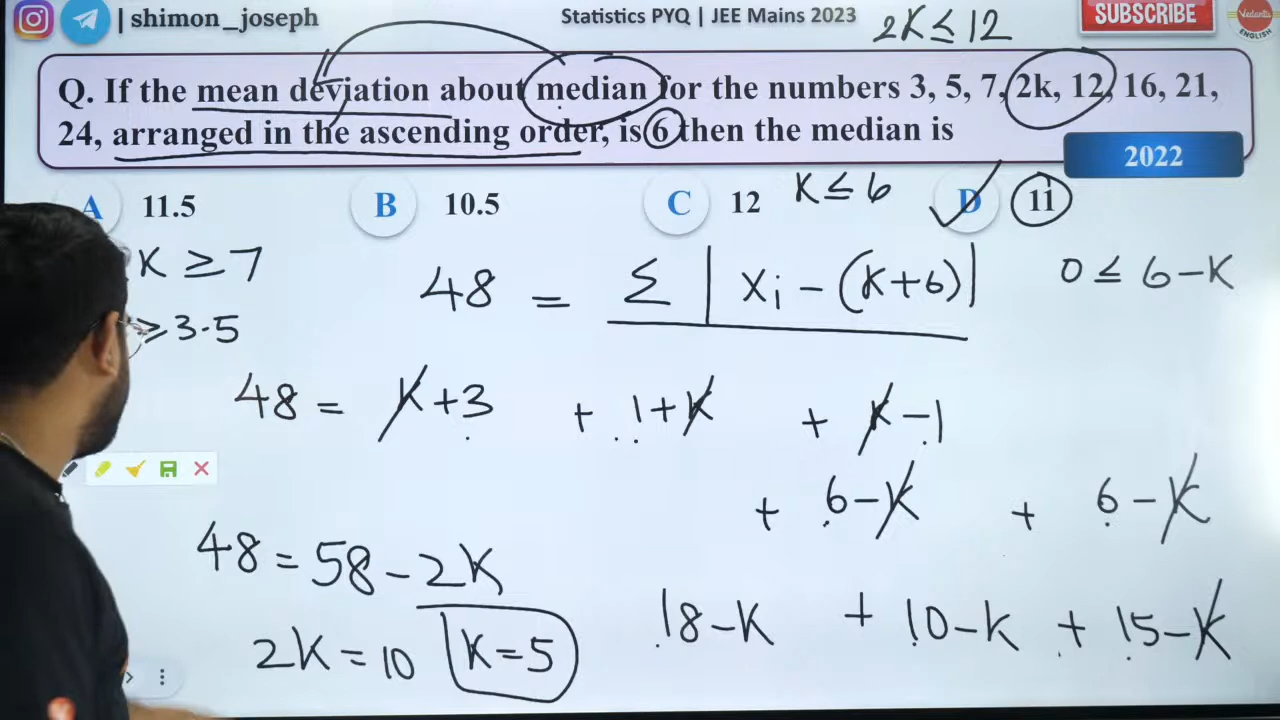 | shimon_joseph
Statistics PYQ | JEE Mains 2023
2K ≤ 12
SUBSCRIBE
Vedantu
ENGLISH
Q. If the mean deviation about median for the numbers 3, 5, 7, 2k, 12, 16, 21,
24, arranged in the ascending order, is 6 then the median is
2022
A 11.5
B 10.5
C 12
K ≤ 6
D 11
K ≥ 7
48 = Σ | xi - (K+6)|
0 ≤ 6-K
≥ 3.5
48 = K+3 + 1+K + K-1
+ 6-K + 6-K
48 = 58 - 2K
18-K + 10-K + 15-K
2K = 10 K=5